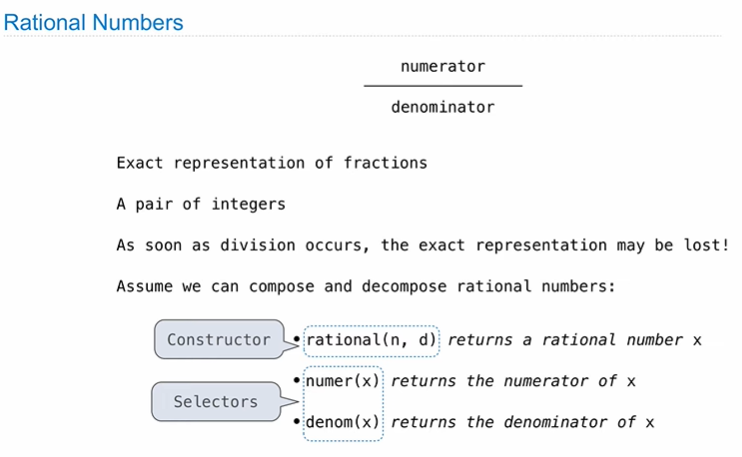 Rational Numbers
numerator
denominator
Exact representation of fractions
A pair of integers
As soon as division occurs, the exact representation may be lost!
Assume we can compose and decompose rational numbers:
Constructor • rational(n, d) returns a rational number x
• numer(x) returns the numerator of x
Selectors
• denom(x) returns the denominator of x